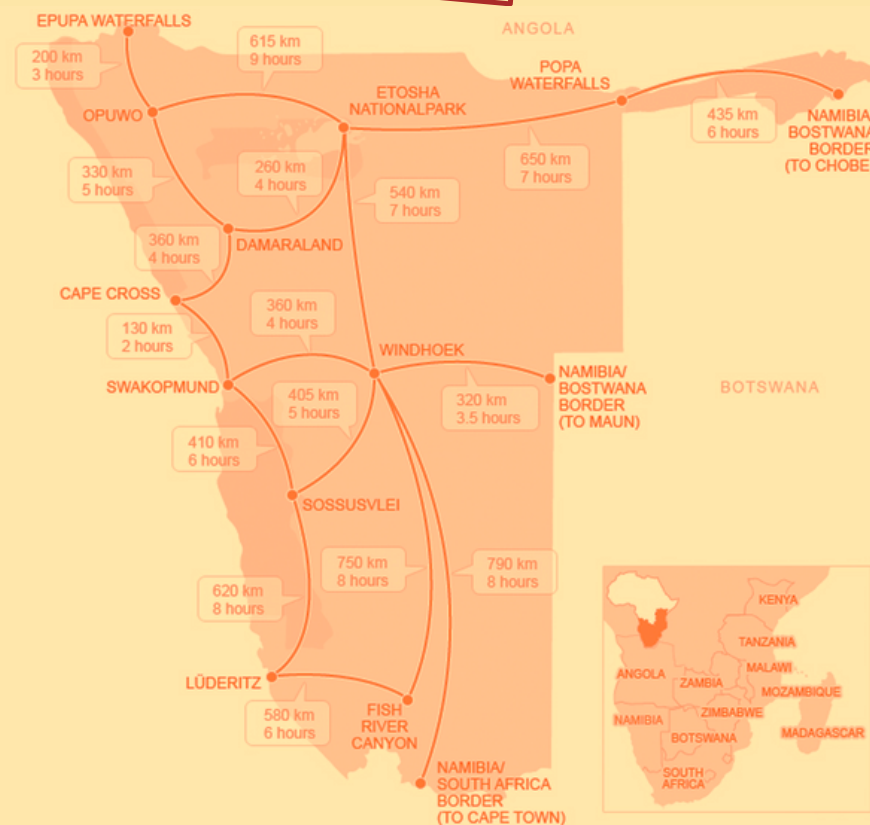 EPUPA WATERFALLS
ANGOLA
615 km
9 hours
200 km
3 hours
POPA
WATERFALLS
ETOSHA
NATIONALPARK
OPUWO
435 km
6 hours
NAMIBIA
BOSTWANA
BORDER
(TO CHOBE
650 km
7 hours
330 km
5 hours
260 km
4 hours
540 km
7 hours
360 km
4 hours
DAMARALAND
CAPE CROSS
360 km
4 hours
130 km
2 hours
WINDHOEK
SWAKOPMUND
NAMIBIA/
BOSTWANA
BORDER
(TO MAUN)
BOTSWANA
405 km
5 hours
320 km
3.5 hours
410 km
6 hours
SOSSUSVLEI
750 km
8 hours
790 km
8 hours
620 km
8 hours
LÜDERITZ
580 km
6 hours
FISH
RIVER
CANYON
NAMIBIA/
SOUTH AFRICA
BORDER
(TO CAPE TOWN)
KENYA
TANZANIA
MALAWI
ANGOLA
ZAMBIA
MOZAMBIQUE
ZIMBABWE
NAMIBIA
BOTSWANA
MADAGASCAR
SOUTH
AFRICA